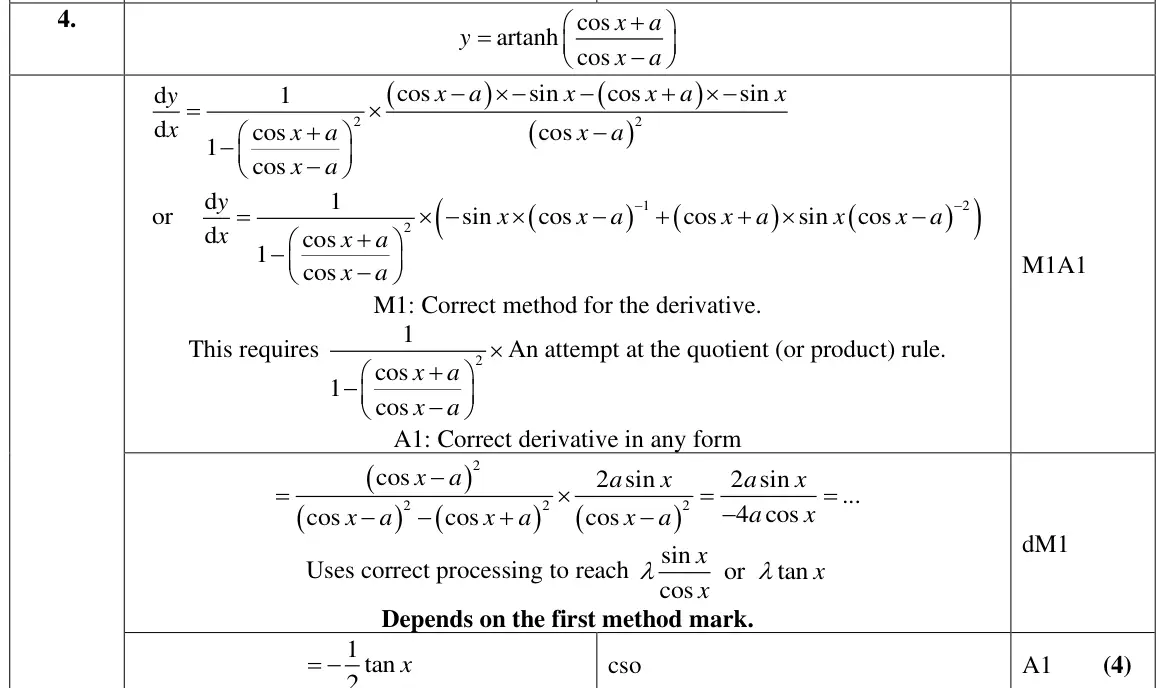 4.
y = artanh((cos x + a)/(cos x − a))
dy/dx = 1/(1 − ((cos x + a)/(cos x − a))²) × ((cos x − a) × − sin x − (cos x + a) × − sin x)/(cos x − a)²
or dy/dx = 1/(1 − ((cos x + a)/(cos x − a))²) × (− sin x × (cos x − a)⁻¹ + (cos x + a) × sin x (cos x − a)⁻²)
M1A1
M1: Correct method for the derivative.
This requires 1/(1 − ((cos x + a)/(cos x − a))²) × An attempt at the quotient (or product) rule.
A1: Correct derivative in any form
= (cos x − a)²/((cos x − a)² − (cos x + a)²) × 2a sin x/(cos x − a)² = 2a sin x/−4a cos x = ...
dM1
Uses correct processing to reach λ sin x/cos x or λ tan x
Depends on the first method mark.
= −1/2 tan x cso A1 (4)